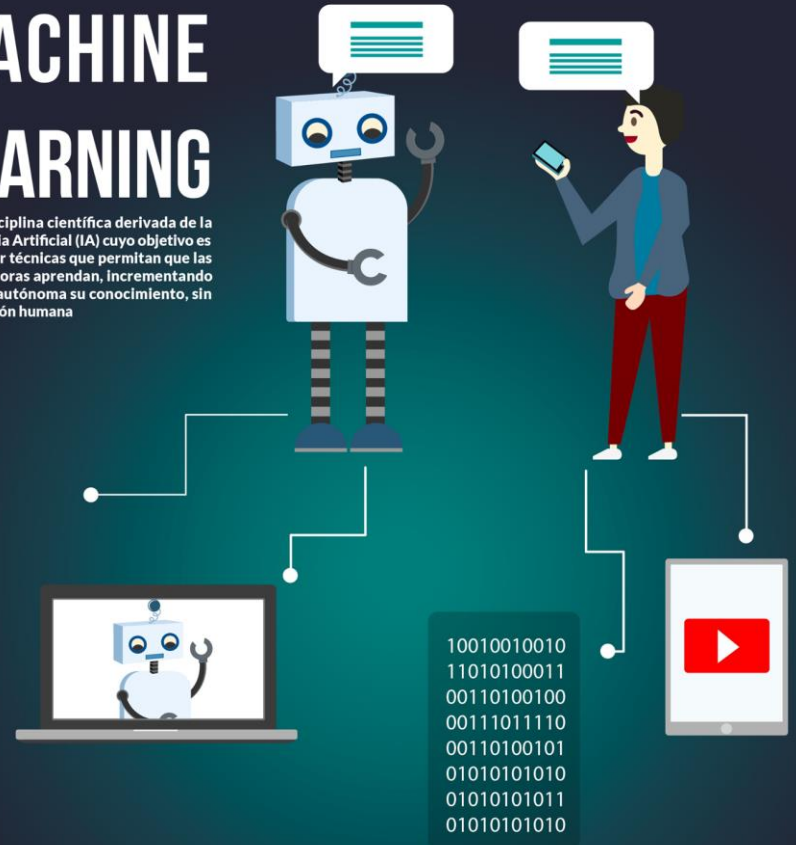 ACHINE
ARNING
ciplina científica derivada de la
ia Artificial (IA) cuyo objetivo es
r técnicas que permitan que las
oras aprendan, incrementando
autónoma su conocimiento, sin
ón humana
10010010010
11010100011
00110100100
00111011110
00110100101
01010101010
01010101011
01010101010